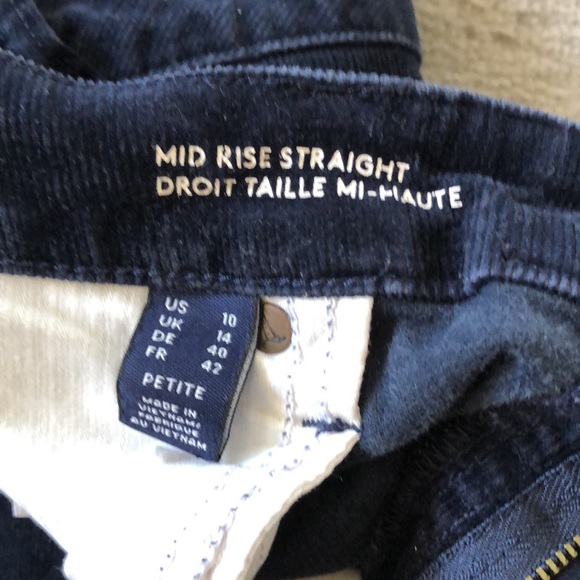 MID RISE STRAIGHT
DROIT TAILLE MI-HAUTE
US 10
UK 14
DE 40
FR 42
PETITE
MADE IN
VIETNAM/
FABRIQUE
AU VIETNAM